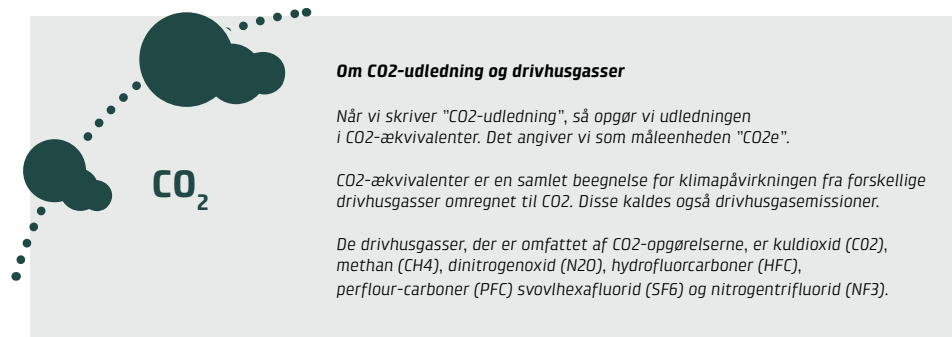 Om CO2-udledning og drivhusgasser
Når vi skriver ”CO2-udledning”, så opgør vi udledningen
i CO2-ækvivalenter. Det angiver vi som måleenheden ”CO2e”.
CO2-ækvivalenter er en samlet beegnelse for klimapåvirkningen fra forskellige
drivhusgasser omregnet til CO2. Disse kaldes også drivhusgasemissioner.
De drivhusgasser, der er omfattet af CO2-opgørelserne, er kuldioxid (CO2),
methan (CH4), dinitrogenoxid (N2O), hydrofluorcarboner (HFC),
perflour-carboner (PFC) svovlhexafluorid (SF6) og nitrogentrifluorid (NF3).
CO₂